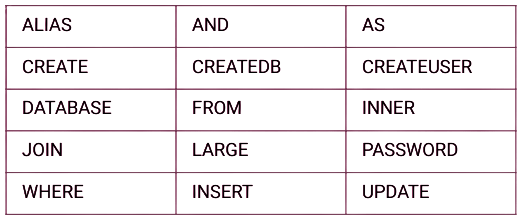 ALIAS AND AS
CREATE CREATEDB CREATEUSER
DATABASE FROM INNER
JOIN LARGE PASSWORD
WHERE INSERT UPDATE